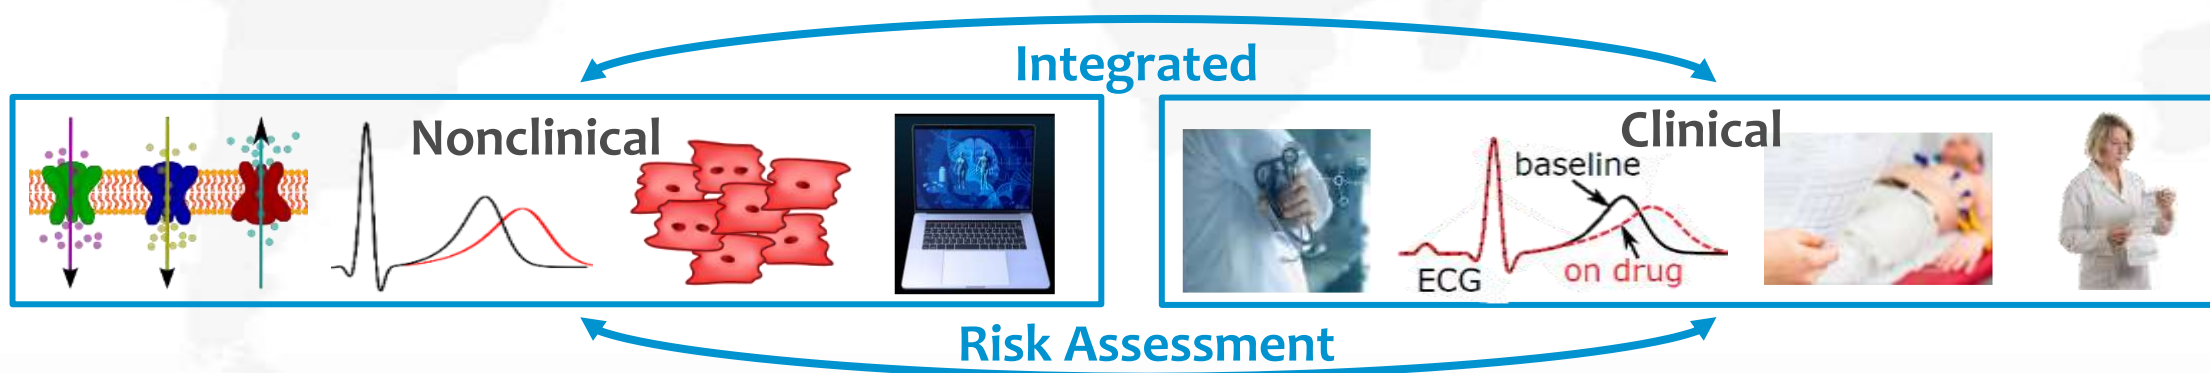 Integrated
Nonclinical
Clinical
baseline
ECG
on drug
Risk Assessment